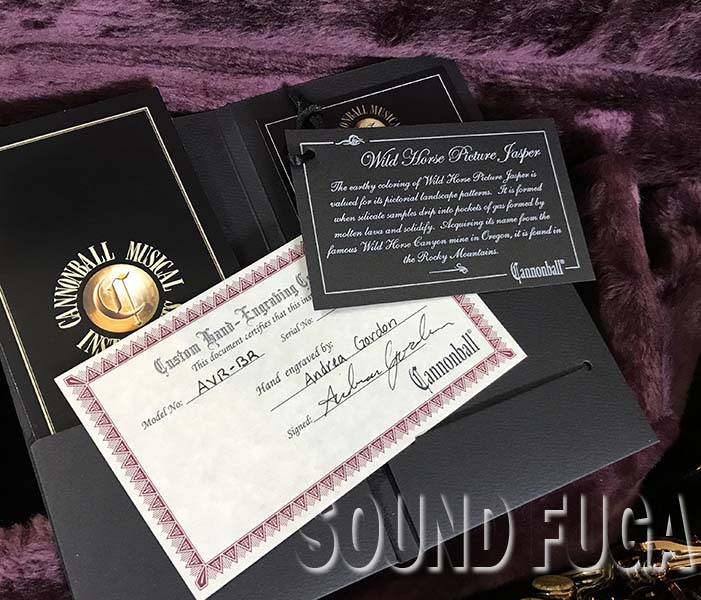 CANNONBALL MUSICAL
Wild Horse Picture Jasper
The earthy coloring of Wild Horse Picture Jasper is
valued for its pictorial landscape patterns. It is formed
when silicate samples drip into pockets of gas formed by
molten lava and solidify. Acquiring its name from the
famous Wild Horse Canyon mine in Oregon, it is found in
the Rocky Mountains.
Cannonball®
CANNONBALL MUSICAL
C
Custom Hand-Engraving
This document certifies that this
Model No: AVR-BR
Serial No:
Hand engraved by:
Andrea Gordon
Signed: Andrea Gordon
Cannonball®
SOUND FUGA